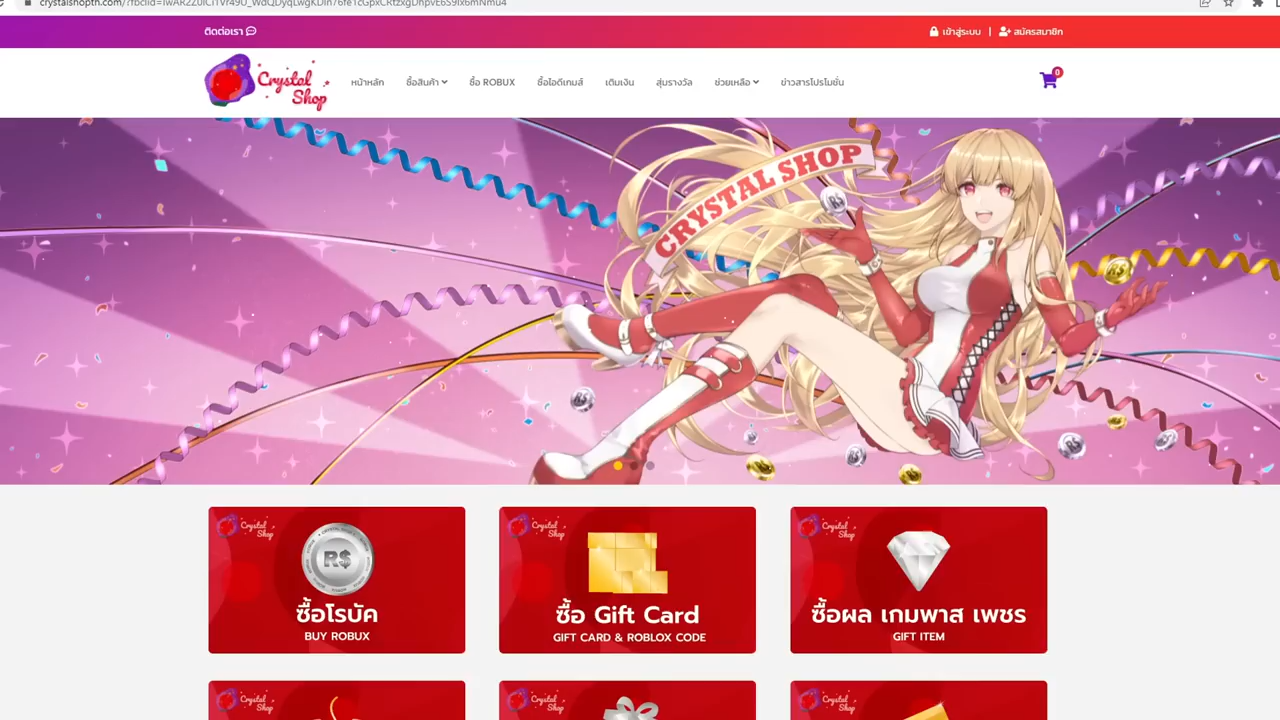 ติดต่อเรา
เข้าสู่ระบบ | สมัครสมาชิก
Crystal Shop
หน้าหลัก ซื้อสินค้า ซื้อ ROBUX ซื้อไอดีเกมส์ เติมเงิน สุ่มรางวัล ช่วยเหลือ ข่าวสารโปรโมชั่น
0
CRYSTAL SHOP
Crystal Shop
R$
ซื้อโรบัค
BUY ROBUX
Crystal Shop
ซื้อ Gift Card
GIFT CARD & ROBLOX CODE
Crystal Shop
ซื้อผล เกมพาส เพชร
GIFT ITEM
Crystal Shop
Crystal Shop
Crystal Shop